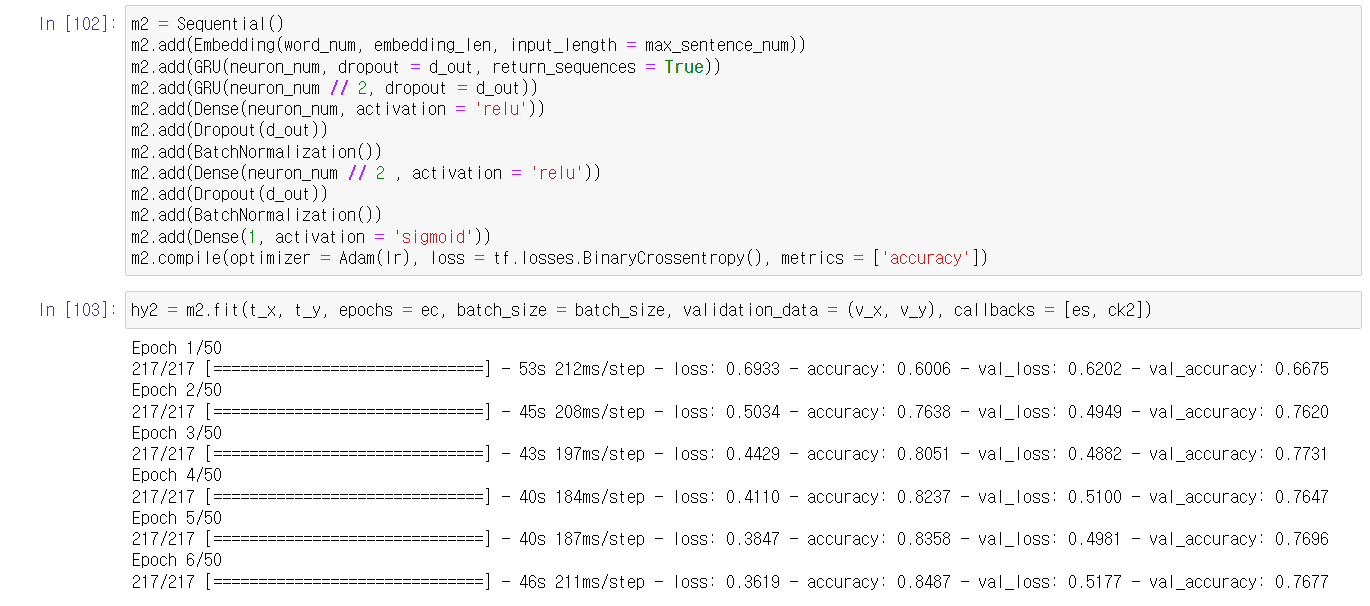 In [102]: m2 = Sequential()
m2.add(Embedding(word_num, embedding_len, input_length = max_sentence_num))
m2.add(GRU(neuron_num, dropout = d_out, return_sequences = True))
m2.add(GRU(neuron_num // 2, dropout = d_out))
m2.add(Dense(neuron_num, activation = 'relu'))
m2.add(Dropout(d_out))
m2.add(BatchNormalization())
m2.add(Dense(neuron_num // 2 , activation = 'relu'))
m2.add(Dropout(d_out))
m2.add(BatchNormalization())
m2.add(Dense(1, activation = 'sigmoid'))
m2.compile(optimizer = Adam(lr), loss = tf.losses.BinaryCrossentropy(), metrics = ['accuracy'])
In [103]: hy2 = m2.fit(t_x, t_y, epochs = ec, batch_size = batch_size, validation_data = (v_x, v_y), callbacks = [es, ck2])
Epoch 1/50
217/217 [==============================] - 53s 212ms/step - loss: 0.6933 - accuracy: 0.6006 - val_loss: 0.6202 - val_accuracy: 0.6675
Epoch 2/50
217/217 [==============================] - 45s 208ms/step - loss: 0.5034 - accuracy: 0.7638 - val_loss: 0.4949 - val_accuracy: 0.7620
Epoch 3/50
217/217 [==============================] - 43s 197ms/step - loss: 0.4429 - accuracy: 0.8051 - val_loss: 0.4882 - val_accuracy: 0.7731
Epoch 4/50
217/217 [==============================] - 40s 184ms/step - loss: 0.4110 - accuracy: 0.8237 - val_loss: 0.5100 - val_accuracy: 0.7647
Epoch 5/50
217/217 [==============================] - 40s 187ms/step - loss: 0.3847 - accuracy: 0.8358 - val_loss: 0.4981 - val_accuracy: 0.7696
Epoch 6/50
217/217 [==============================] - 46s 211ms/step - loss: 0.3619 - accuracy: 0.8487 - val_loss: 0.5177 - val_accuracy: 0.7677